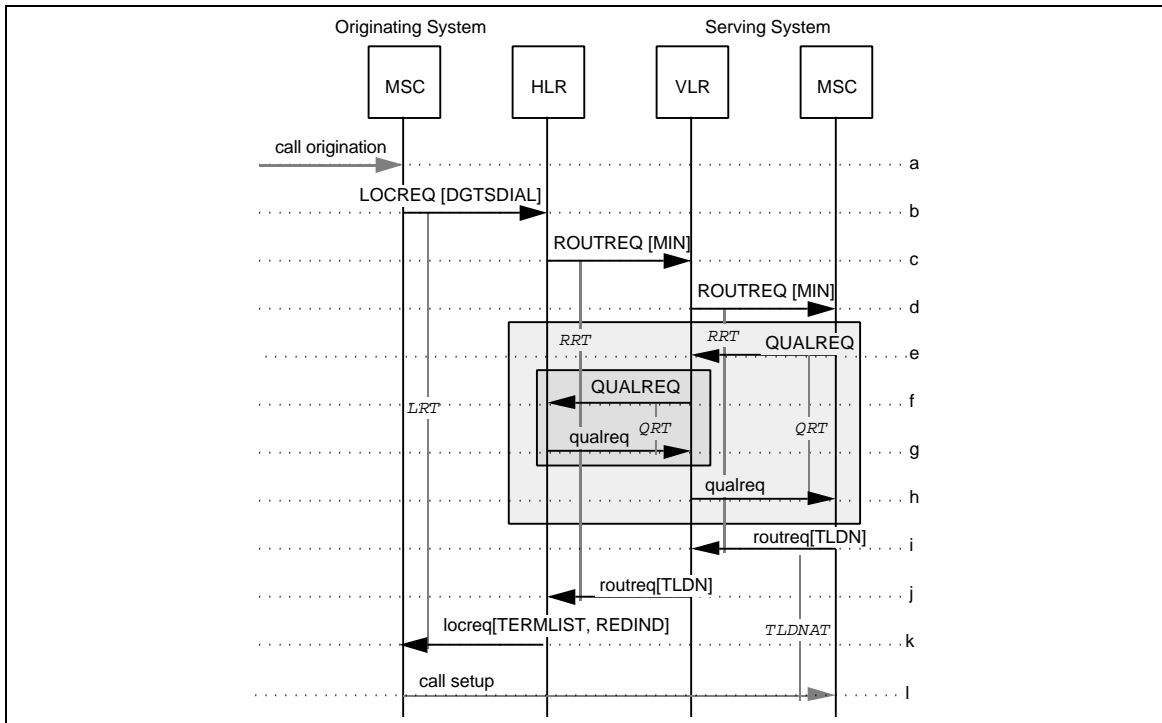 Originating System Serving System
MSC HLR VLR MSC
call origination a
LOCREQ [DGTSDIAL] b
ROUTREQ [MIN] c
ROUTREQ [MIN] d
RRT RRT
QUALREQ e
QUALREQ f
LRT QRT QRT
qualreq g
qualreq h
routreq[TLDN] i
routreq[TLDN] j
TLDNAT
locreq[TERMLIST, REDIND] k
call setup l